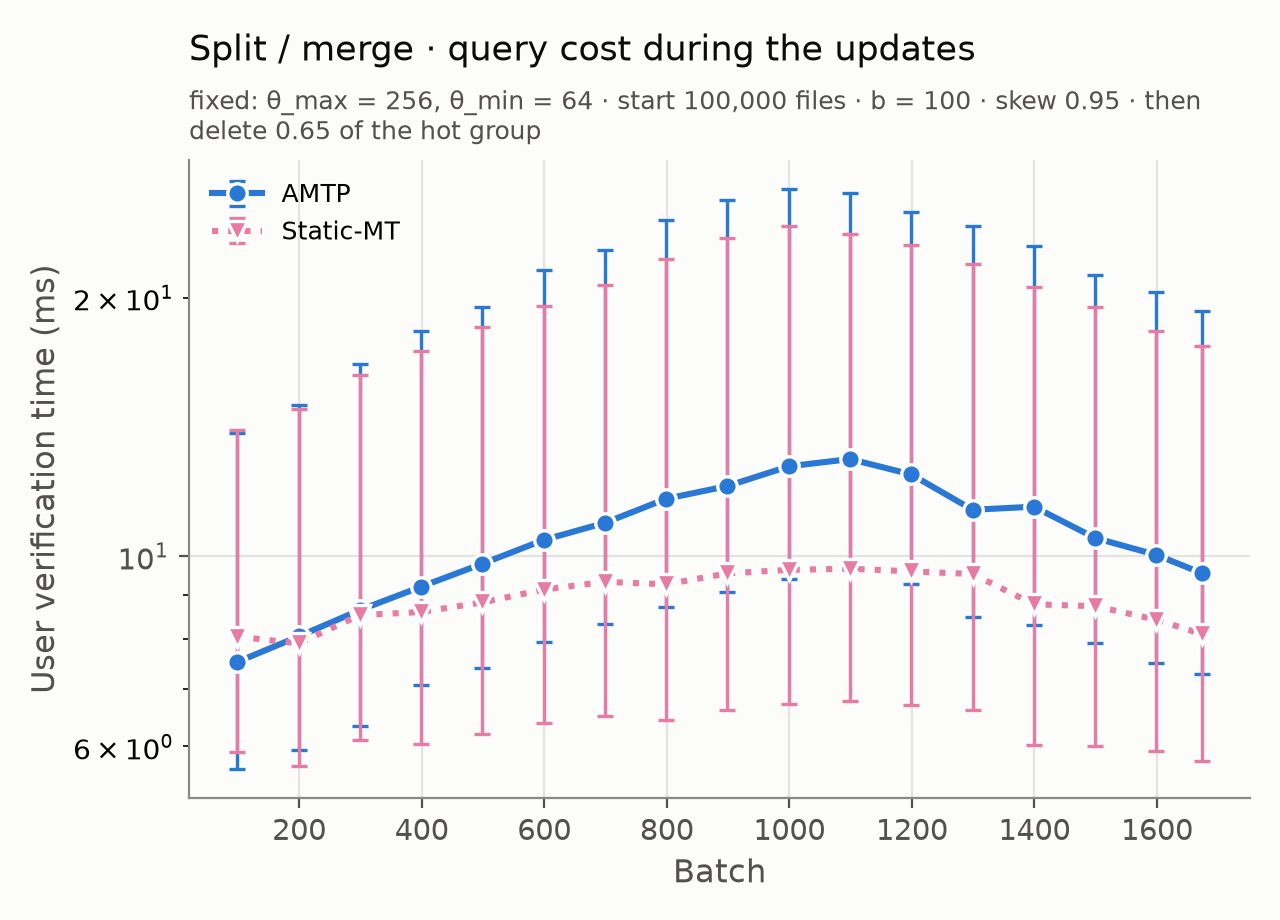 Split / merge · query cost during the updates
fixed: θ_max = 256, θ_min = 64 · start 100,000 files · b = 100 · skew 0.95 · then
delete 0.65 of the hot group
AMTP
Static-MT
User verification time (ms)
2 × 10¹
10¹
6 × 10⁰
200 400 600 800 1000 1200 1400 1600
Batch